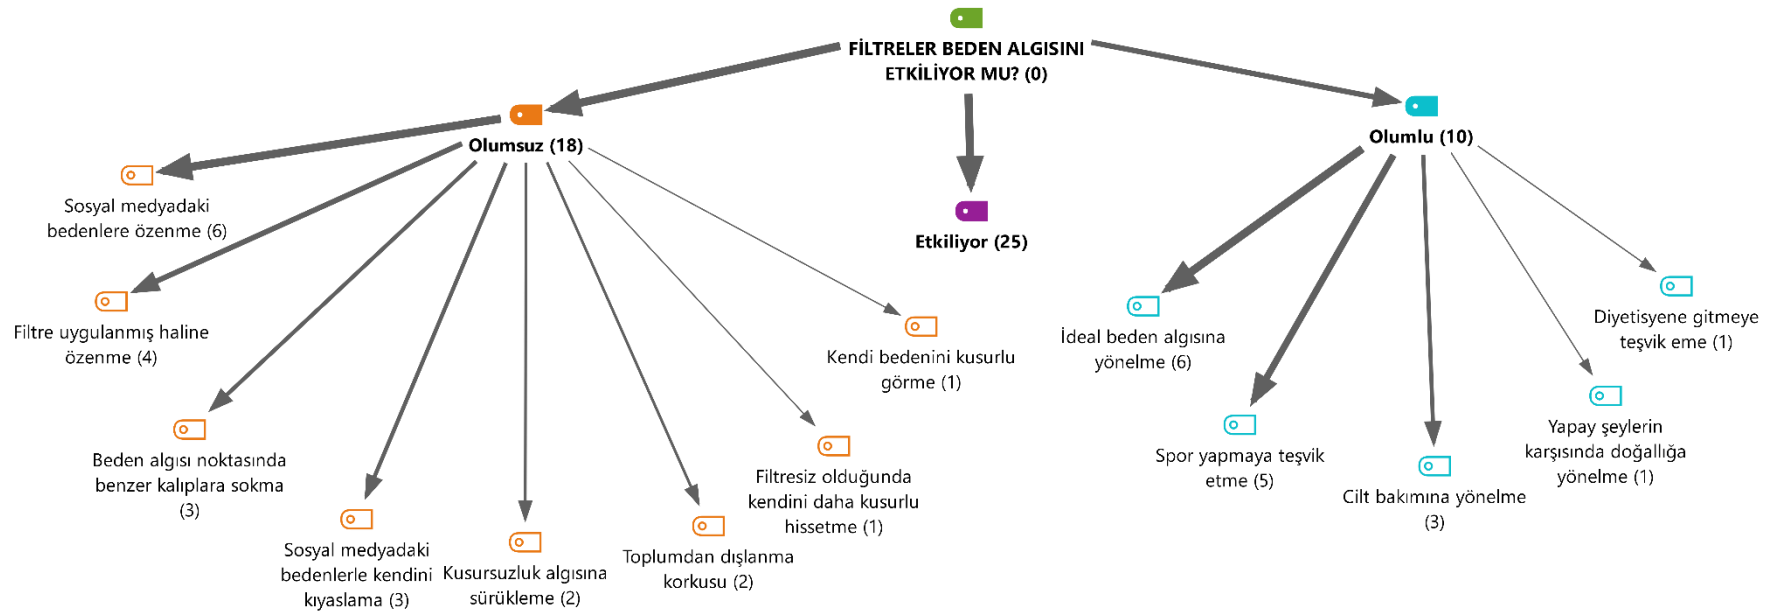 FİLTRELER BEDEN ALGISINI
ETKİLİYOR MU? (0)
Olumsuz (18)
Olumlu (10)
Etkiliyor (25)
Sosyal medyadaki
bedenlere özenme (6)
Filtre uygulanmış haline
özenme (4)
Beden algısı noktasında
benzer kalıplara sokma
(3)
Sosyal medyadaki
bedenlerle kendini
kıyaslama (3)
Kusursuzluk algısına
sürükleme (2)
Toplumdan dışlanma
korkusu (2)
Filtresiz olduğunda
kendini daha kusurlu
hissetme (1)
Kendi bedenini kusurlu
görme (1)
İdeal beden algısına
yönelme (6)
Spor yapmaya teşvik
etme (5)
Cilt bakımına yönelme
(3)
Yapay şeylerin
karşısında doğallığa
yönelme (1)
Diyetisyene gitmeye
teşvik eme (1)